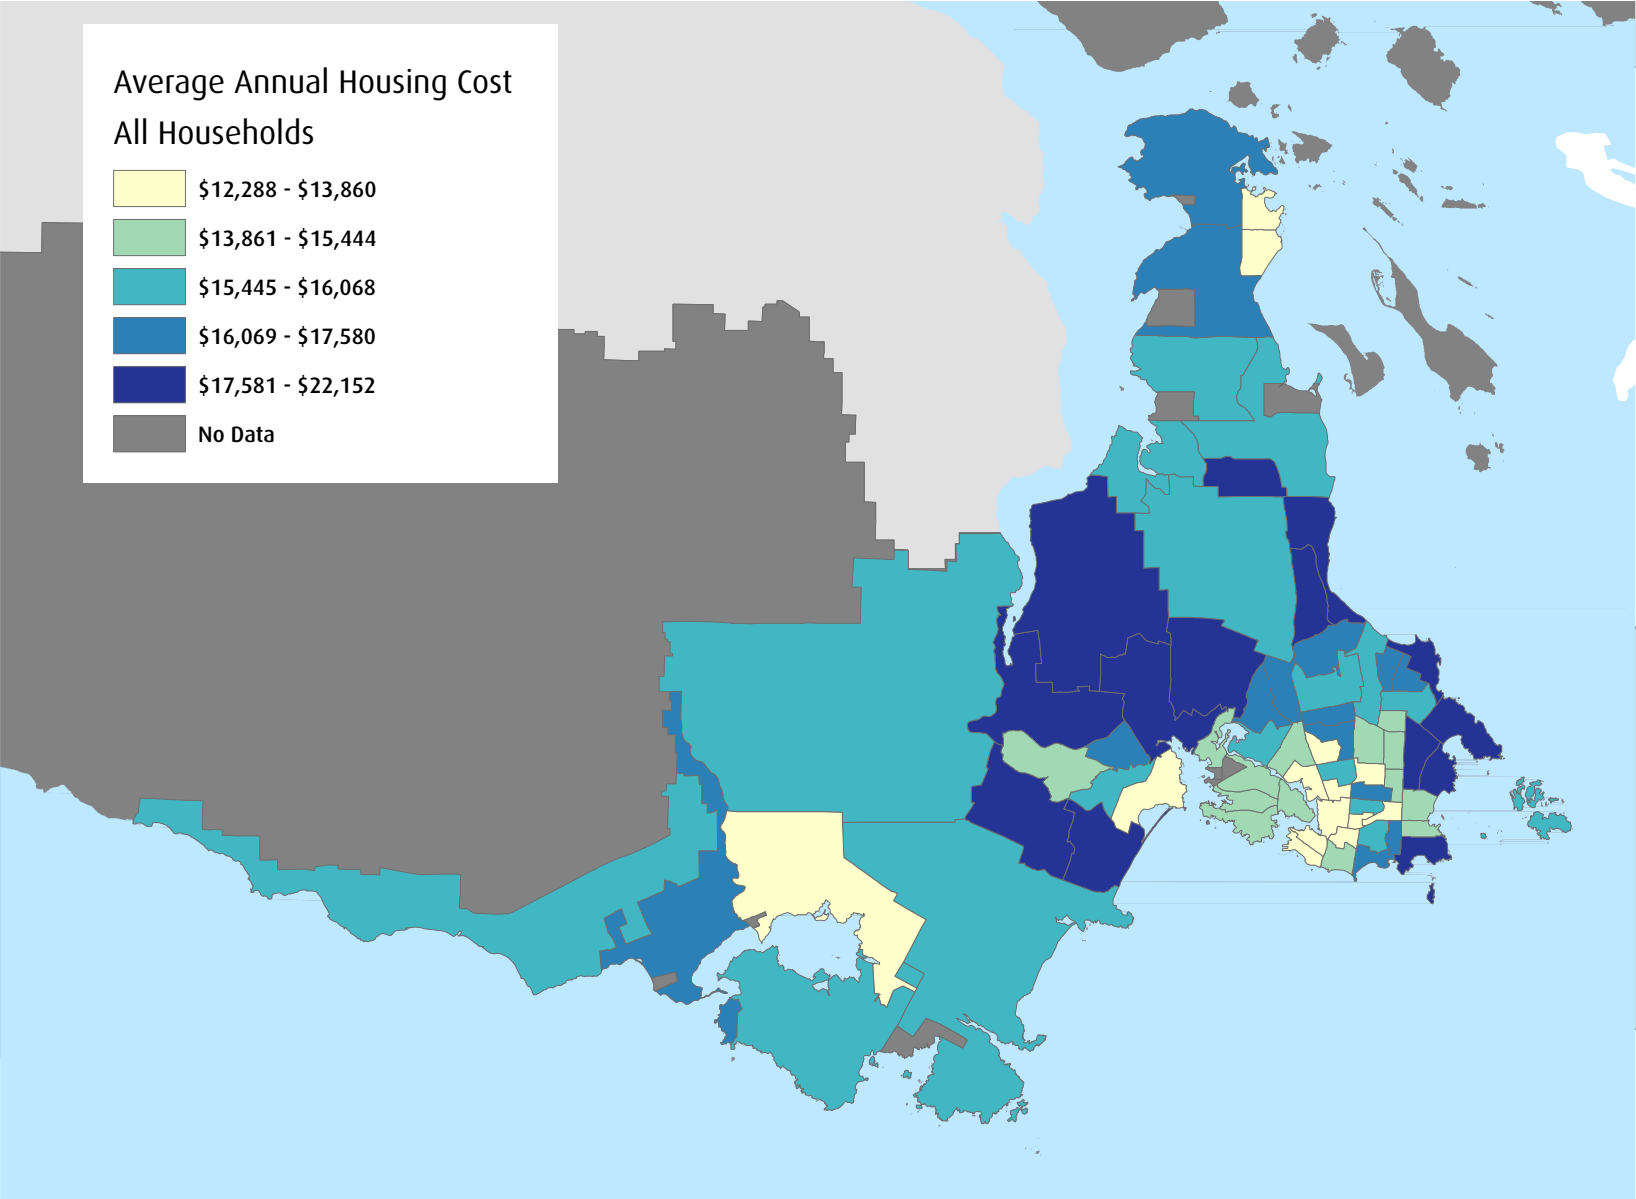 Average Annual Housing Cost
All Households
$12,288 - $13,860
$13,861 - $15,444
$15,445 - $16,068
$16,069 - $17,580
$17,581 - $22,152
No Data